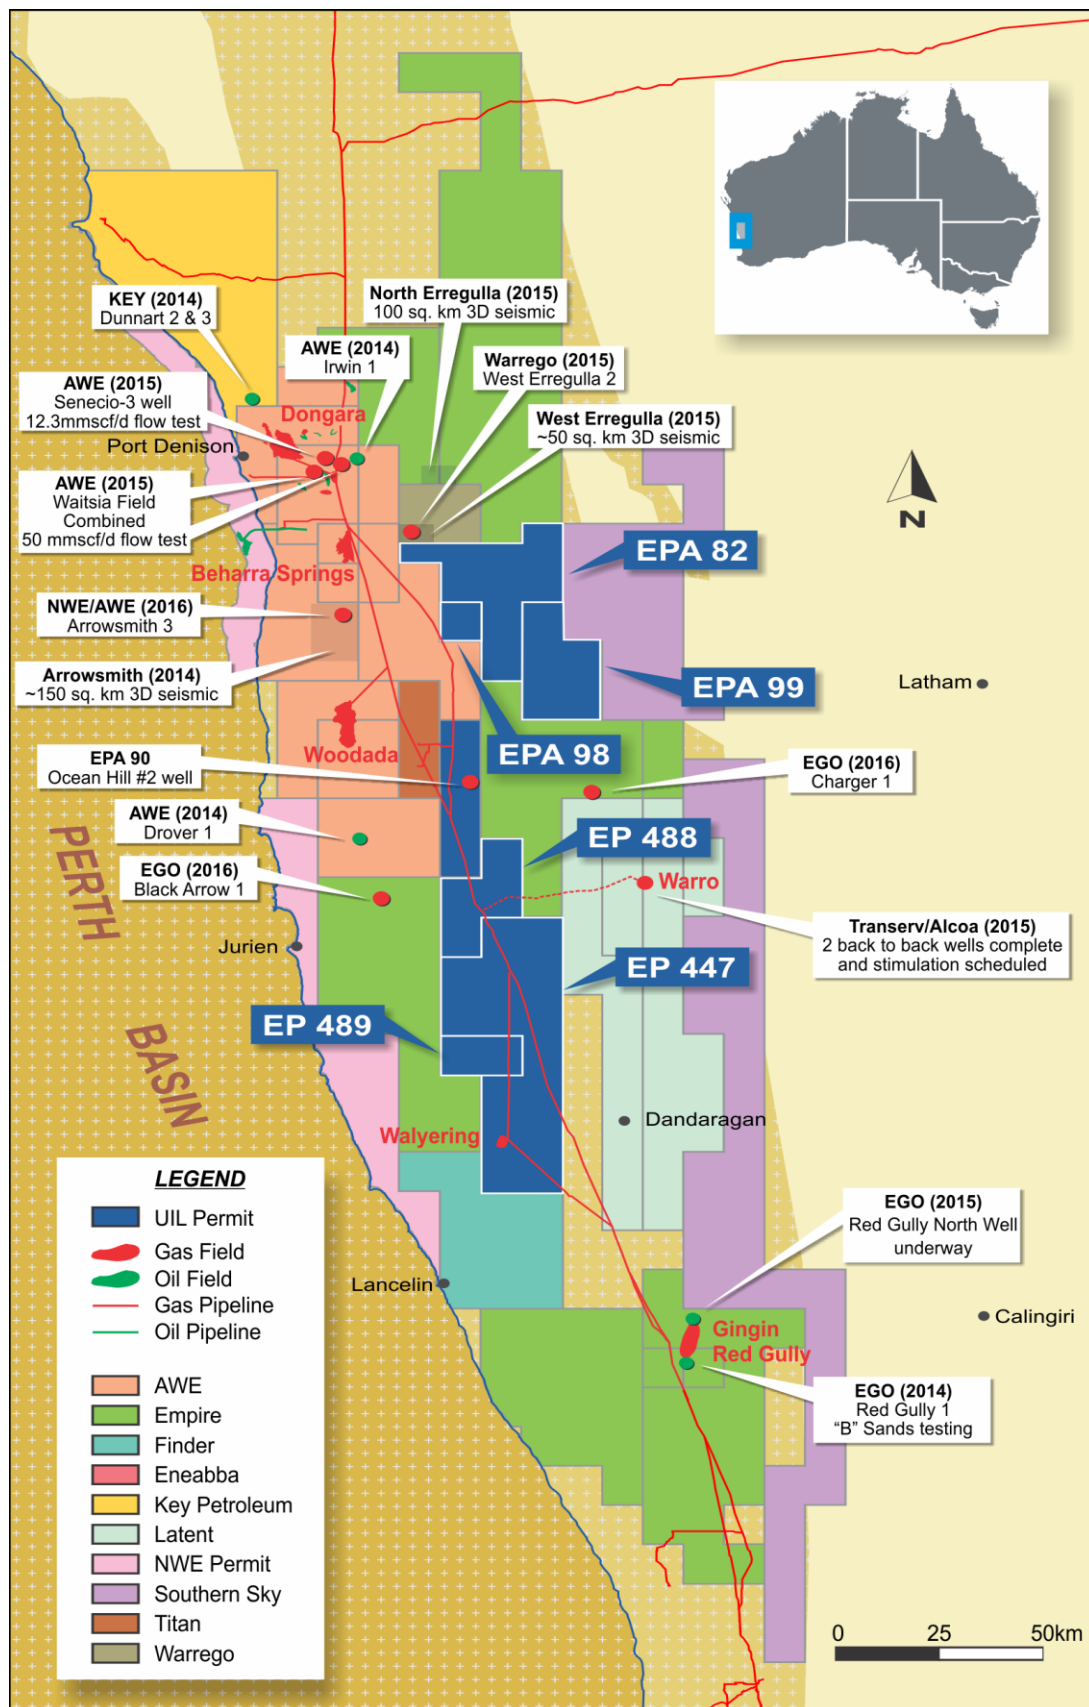 KEY (2014)
Dunnart 2 & 3
North Erregulla (2015)
100 sq. km 3D seismic
AWE (2014)
Irwin 1
Warrego (2015)
West Erregulla 2
AWE (2015)
Senecio-3 well
12.3mmscf/d flow test
West Erregulla (2015)
~50 sq. km 3D seismic
Dongara
Port Denison
AWE (2015)
Waitsia Field
Combined
50 mmscf/d flow test
N
EPA 82
Beharra Springs
NWE/AWE (2016)
Arrowsmith 3
Arrowsmith (2014)
~150 sq. km 3D seismic
EPA 99
Latham
Woodada
EPA 98
EPA 90
Ocean Hill #2 well
EGO (2016)
Charger 1
AWE (2014)
Drover 1
EP 488
EGO (2016)
Black Arrow 1
Warro
PERTH
BASIN
Jurien
Transerv/Alcoa (2015)
2 back to back wells complete
and stimulation scheduled
EP 447
EP 489
Dandaragan
Walyering
LEGEND
UIL Permit
Gas Field
Oil Field
Gas Pipeline
Oil Pipeline
AWE
Empire
Finder
Eneabba
Key Petroleum
Latent
NWE Permit
Southern Sky
Titan
Warrego
Lancelin
EGO (2015)
Red Gully North Well
underway
Calingiri
Gingin
Red Gully
EGO (2014)
Red Gully 1
“B” Sands testing
0 25 50km